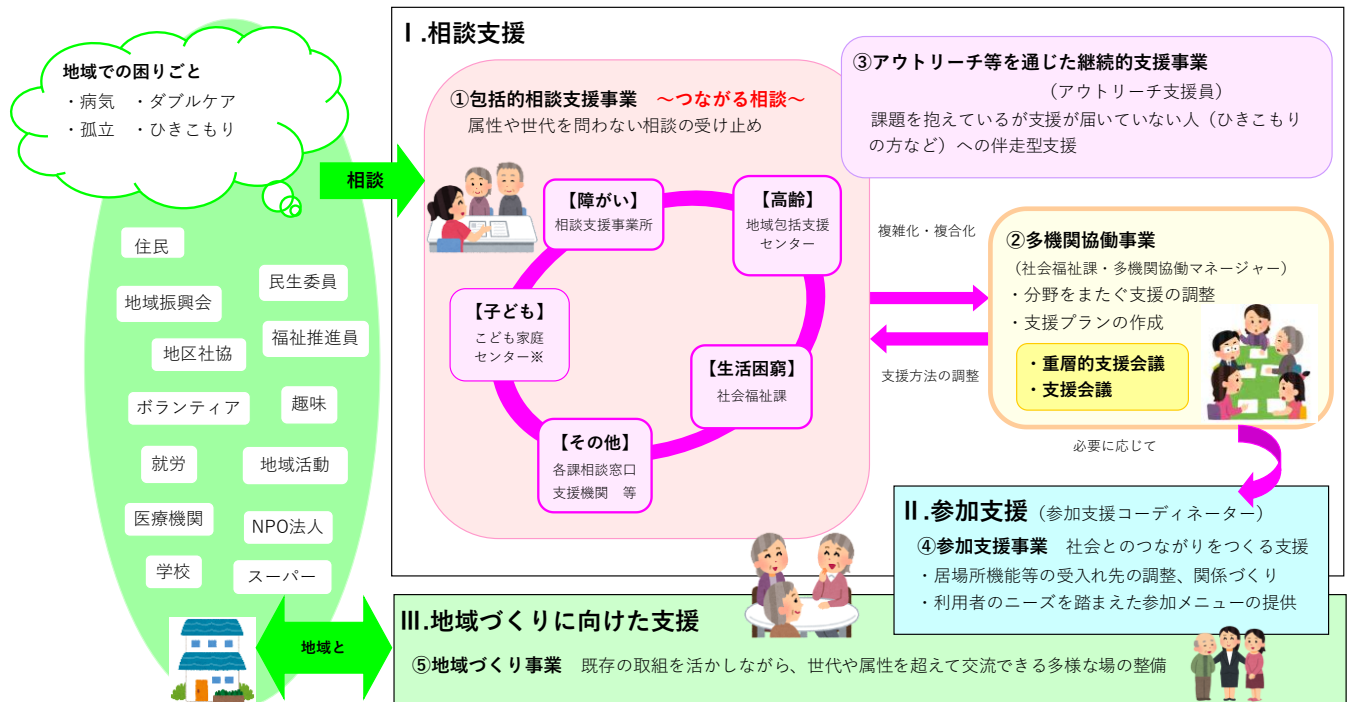 地域での困りごと
・病気 ・ダブルケア
・孤立 ・ひきこもり
相談
住民
民生委員
地域振興会
福祉推進員
地区社協
ボランティア
趣味
就労
地域活動
医療機関
NPO法人
学校
スーパー
地域と
Ⅰ.相談支援
①包括的相談支援事業 ～つながる相談～
属性や世代を問わない相談の受け止め
【障がい】
相談支援事業所
【高齢】
地域包括支援
センター
【子ども】
こども家庭
センター※
【生活困窮】
社会福祉課
【その他】
各課相談窓口
支援機関 等
③アウトリーチ等を通じた継続的支援事業
（アウトリーチ支援員）
課題を抱えているが支援が届いていない人（ひきこもり
の方など）への伴走型支援
複雑化・複合化
支援方法の調整
②多機関協働事業
（社会福祉課・多機関協働マネージャー）
・分野をまたぐ支援の調整
・支援プランの作成
・重層的支援会議
・支援会議
必要に応じて
Ⅱ.参加支援（参加支援コーディネーター）
④参加支援事業 社会とのつながりをつくる支援
・居場所機能等の受入れ先の調整、関係づくり
・利用者のニーズを踏まえた参加メニューの提供
Ⅲ.地域づくりに向けた支援
⑤地域づくり事業 既存の取組を活かしながら、世代や属性を超えて交流できる多様な場の整備